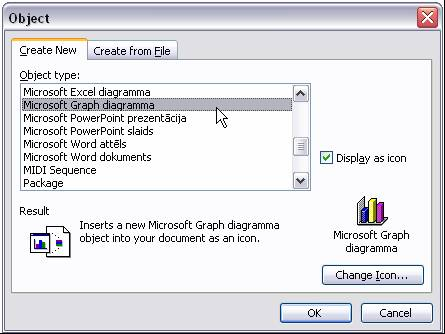 Object
Create New
Create from File
Object type:
Microsoft Excel diagramma
Microsoft Graph diagramma
Microsoft PowerPoint prezentācija
Microsoft PowerPoint slaids
Microsoft Word attēls
Microsoft Word dokuments
MIDI Sequence
Package
Display as icon
Result
Inserts a new Microsoft Graph diagramma
object into your document as an icon.
Microsoft Graph
diagramma
Change Icon...
OK
Cancel